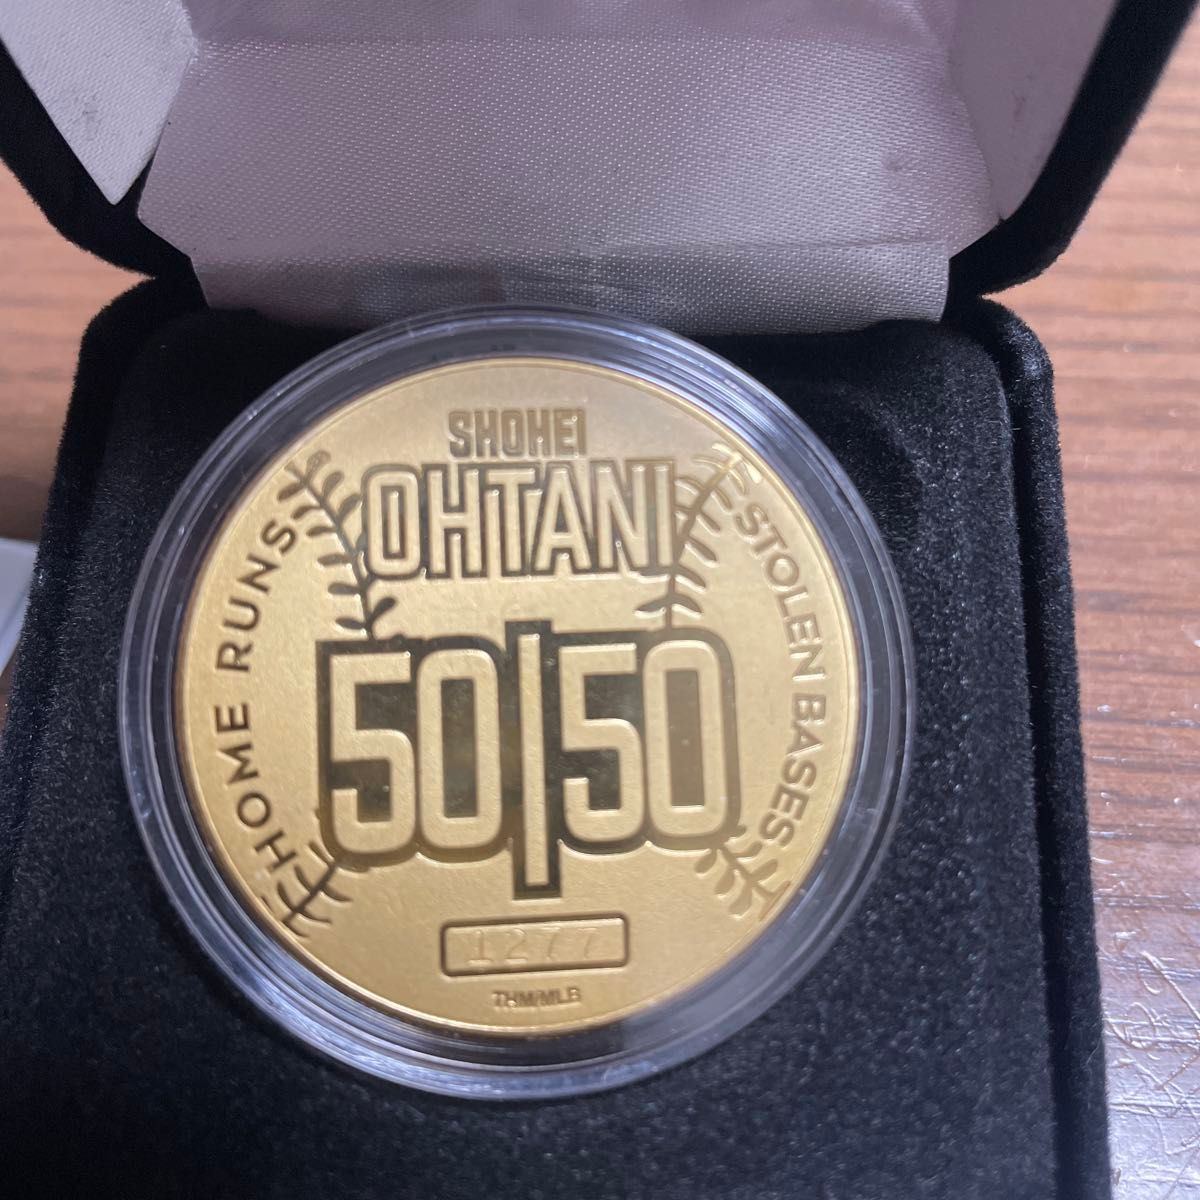 SHOHEI
OHTANI
HOME RUNS
STOLEN BASES
50|50
1277
THM/MLB